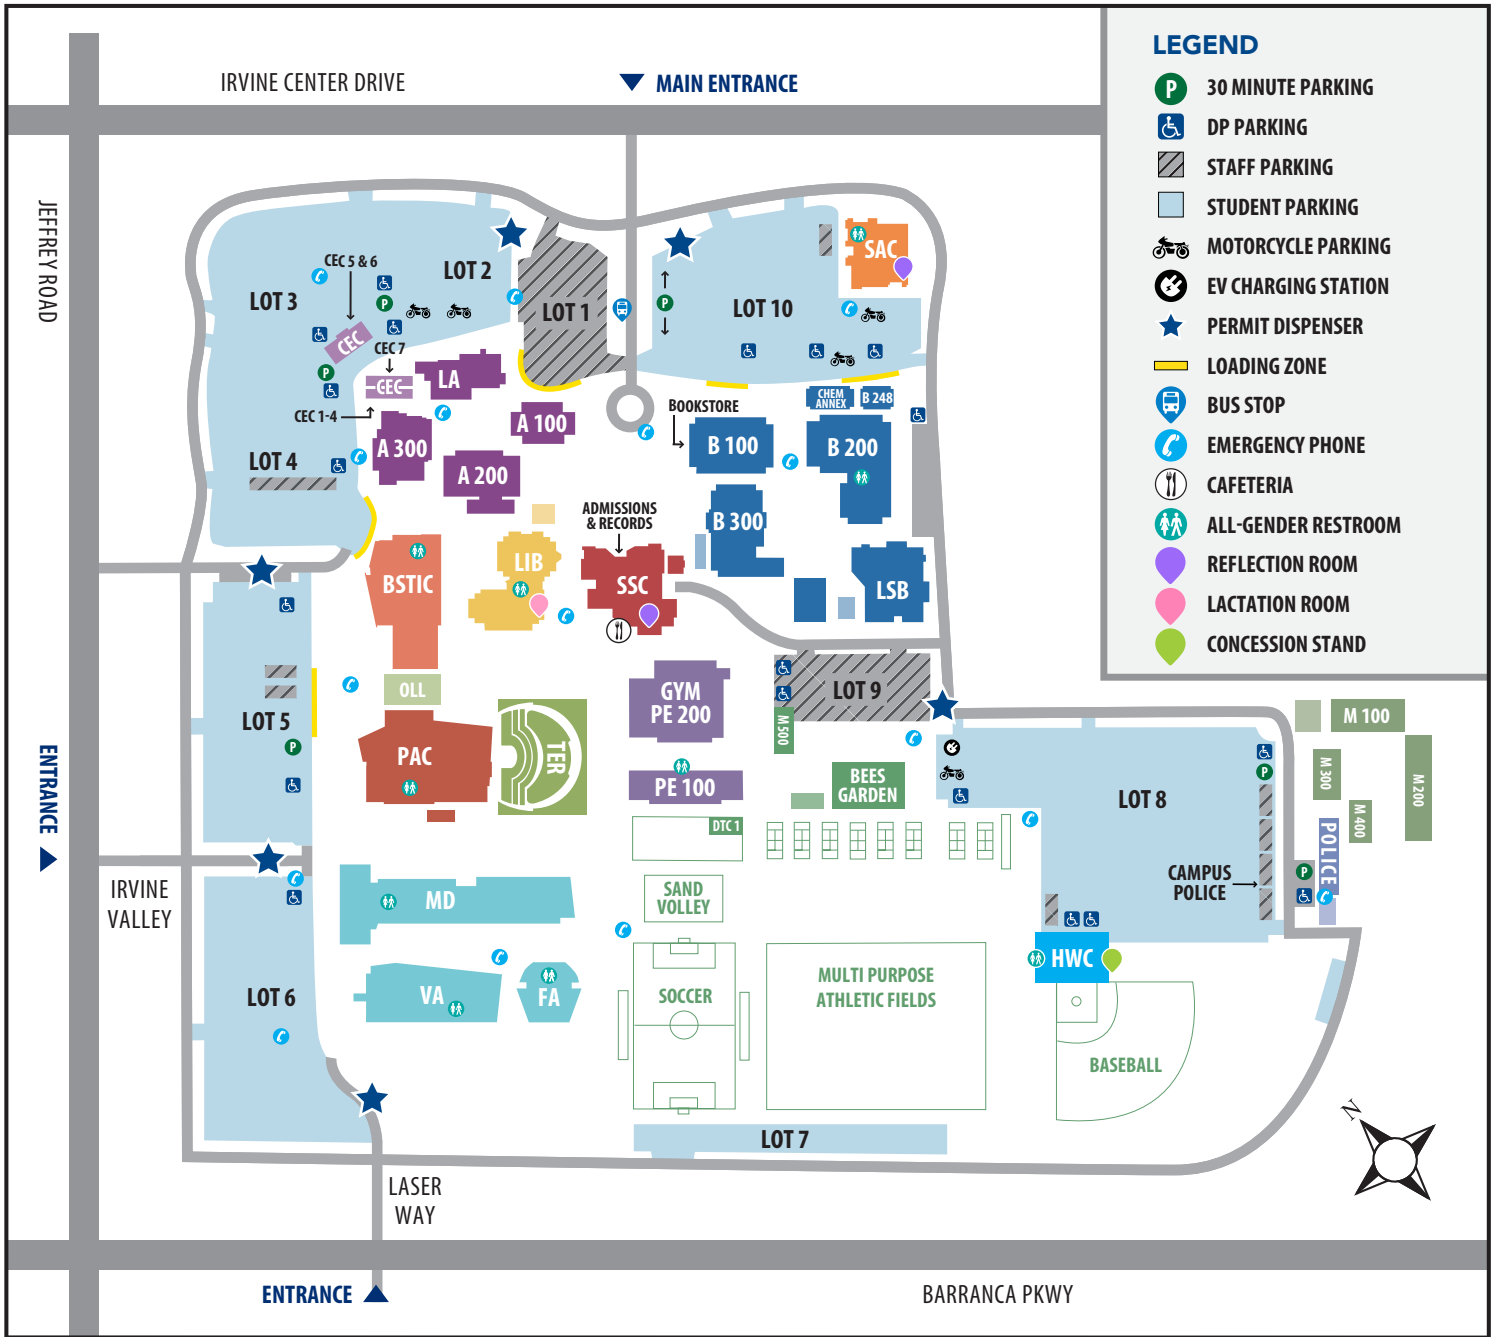 IRVINE CENTER DRIVE
MAIN ENTRANCE
JEFFREY ROAD
LEGEND
P
30 MINUTE PARKING
DP PARKING
STAFF PARKING
STUDENT PARKING
MOTORCYCLE PARKING
EV CHARGING STATION
PERMIT DISPENSER
LOADING ZONE
BUS STOP
EMERGENCY PHONE
CAFETERIA
ALL-GENDER RESTROOM
REFLECTION ROOM
LACTATION ROOM
CONCESSION STAND
CEC 5 & 6
LOT 2
LOT 3
P
CEC
CEC 7
P
CEC
CEC 1-4
LA
LOT 1
P
LOT 10
SAC
A 100
A 300
A 200
LOT 4
BOOKSTORE
B 100
CHEM
ANNEX
B 248
B 200
B 300
ADMISSIONS
& RECORDS
LIB
SSC
BSTIC
LSB
OLL
LOT 5
P
PAC
TER
GYM
PE 200
PE 100
LOT 9
M 500
BEES
GARDEN
DTC 1
LOT 8
P
M 100
M 300
M 200
M 400
POLICE
CAMPUS
POLICE
P
ENTRANCE
IRVINE
VALLEY
MD
SAND
VOLLEY
VA
FA
LOT 6
SOCCER
MULTI PURPOSE
ATHLETIC FIELDS
HWC
BASEBALL
LOT 7
N
LASER
WAY
ENTRANCE
BARRANCA PKWY